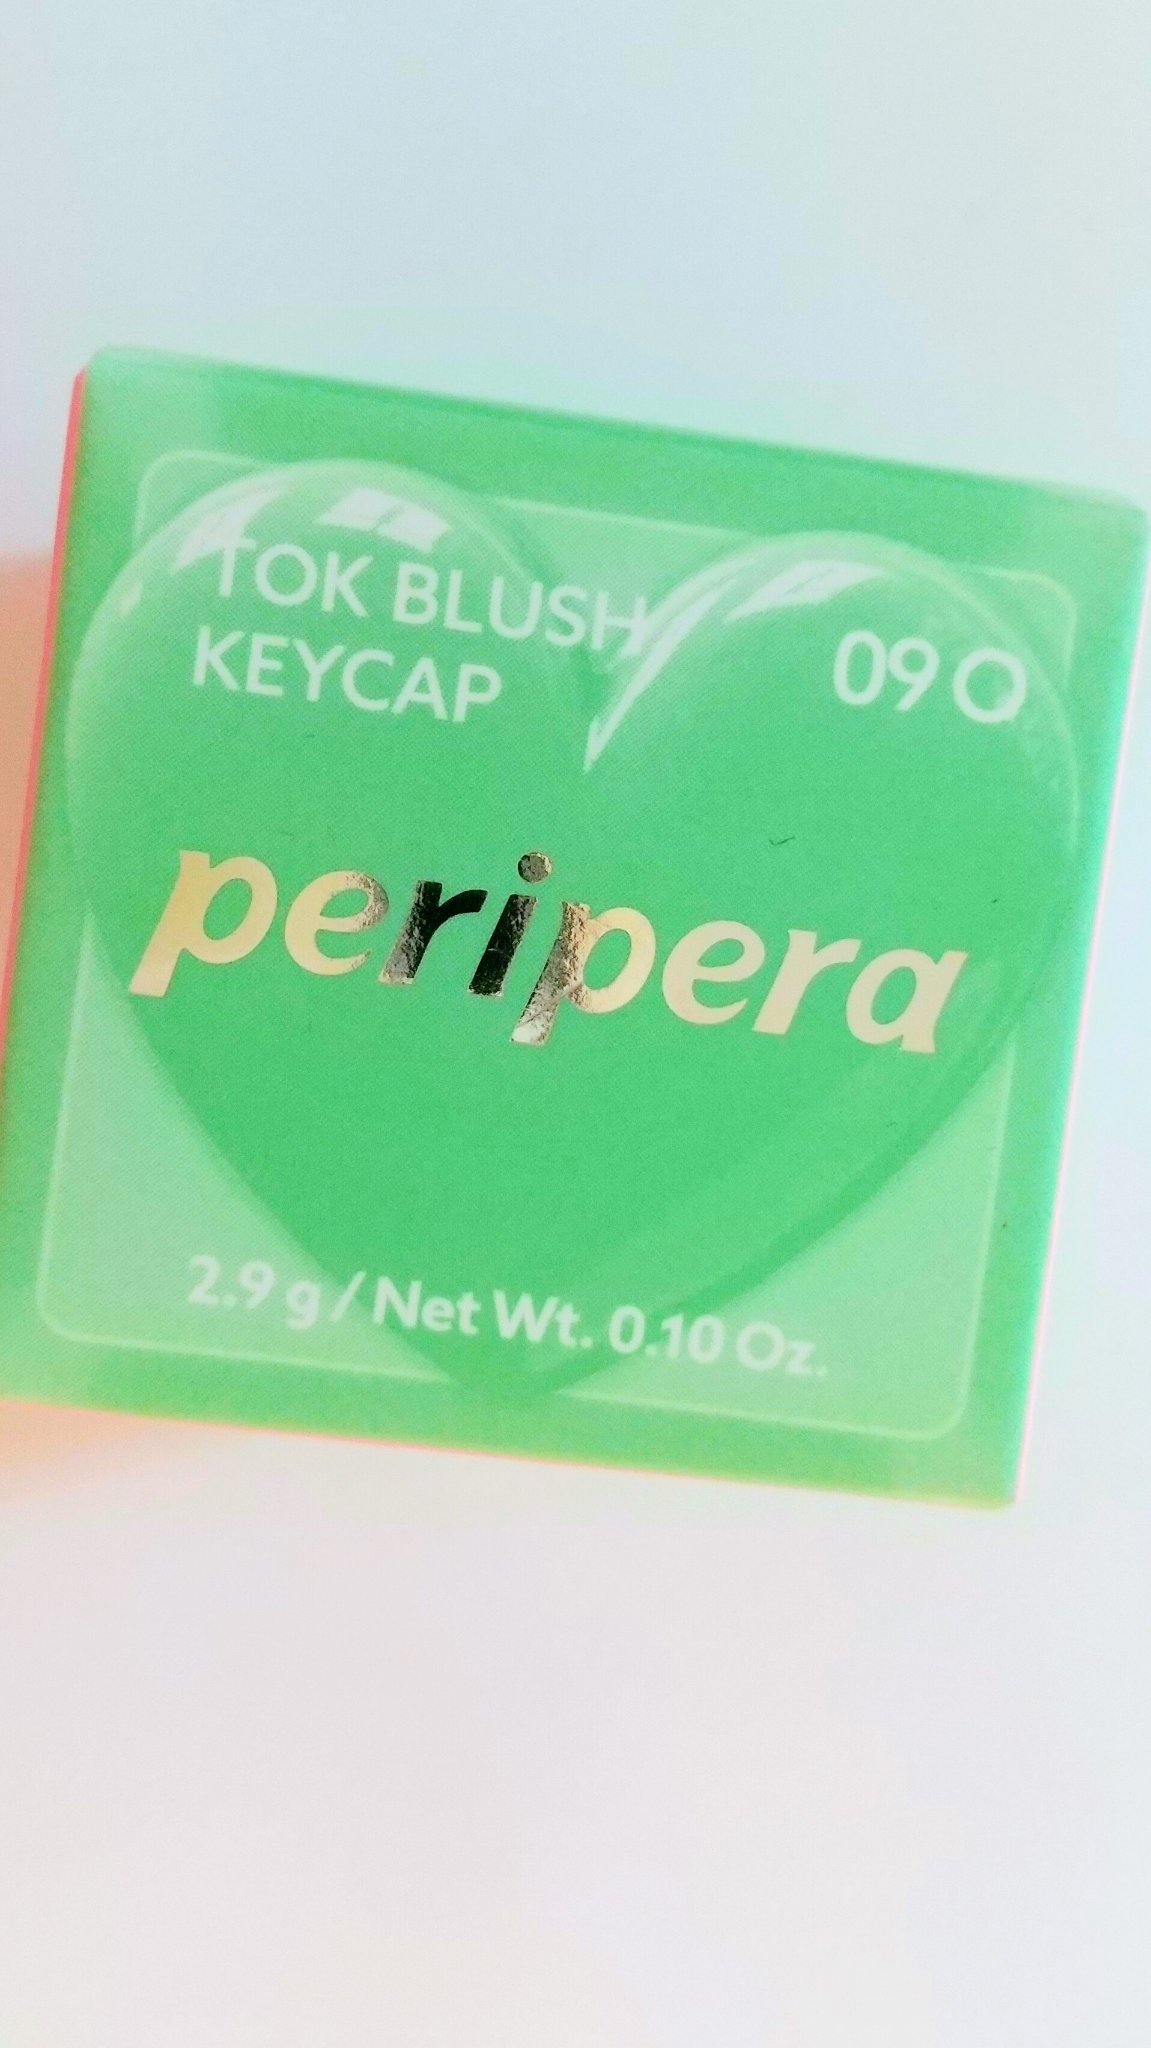 TOK BLUSH
KEYCAP
09 O
peripera
2.9 g / Net Wt. 0.10 Oz.